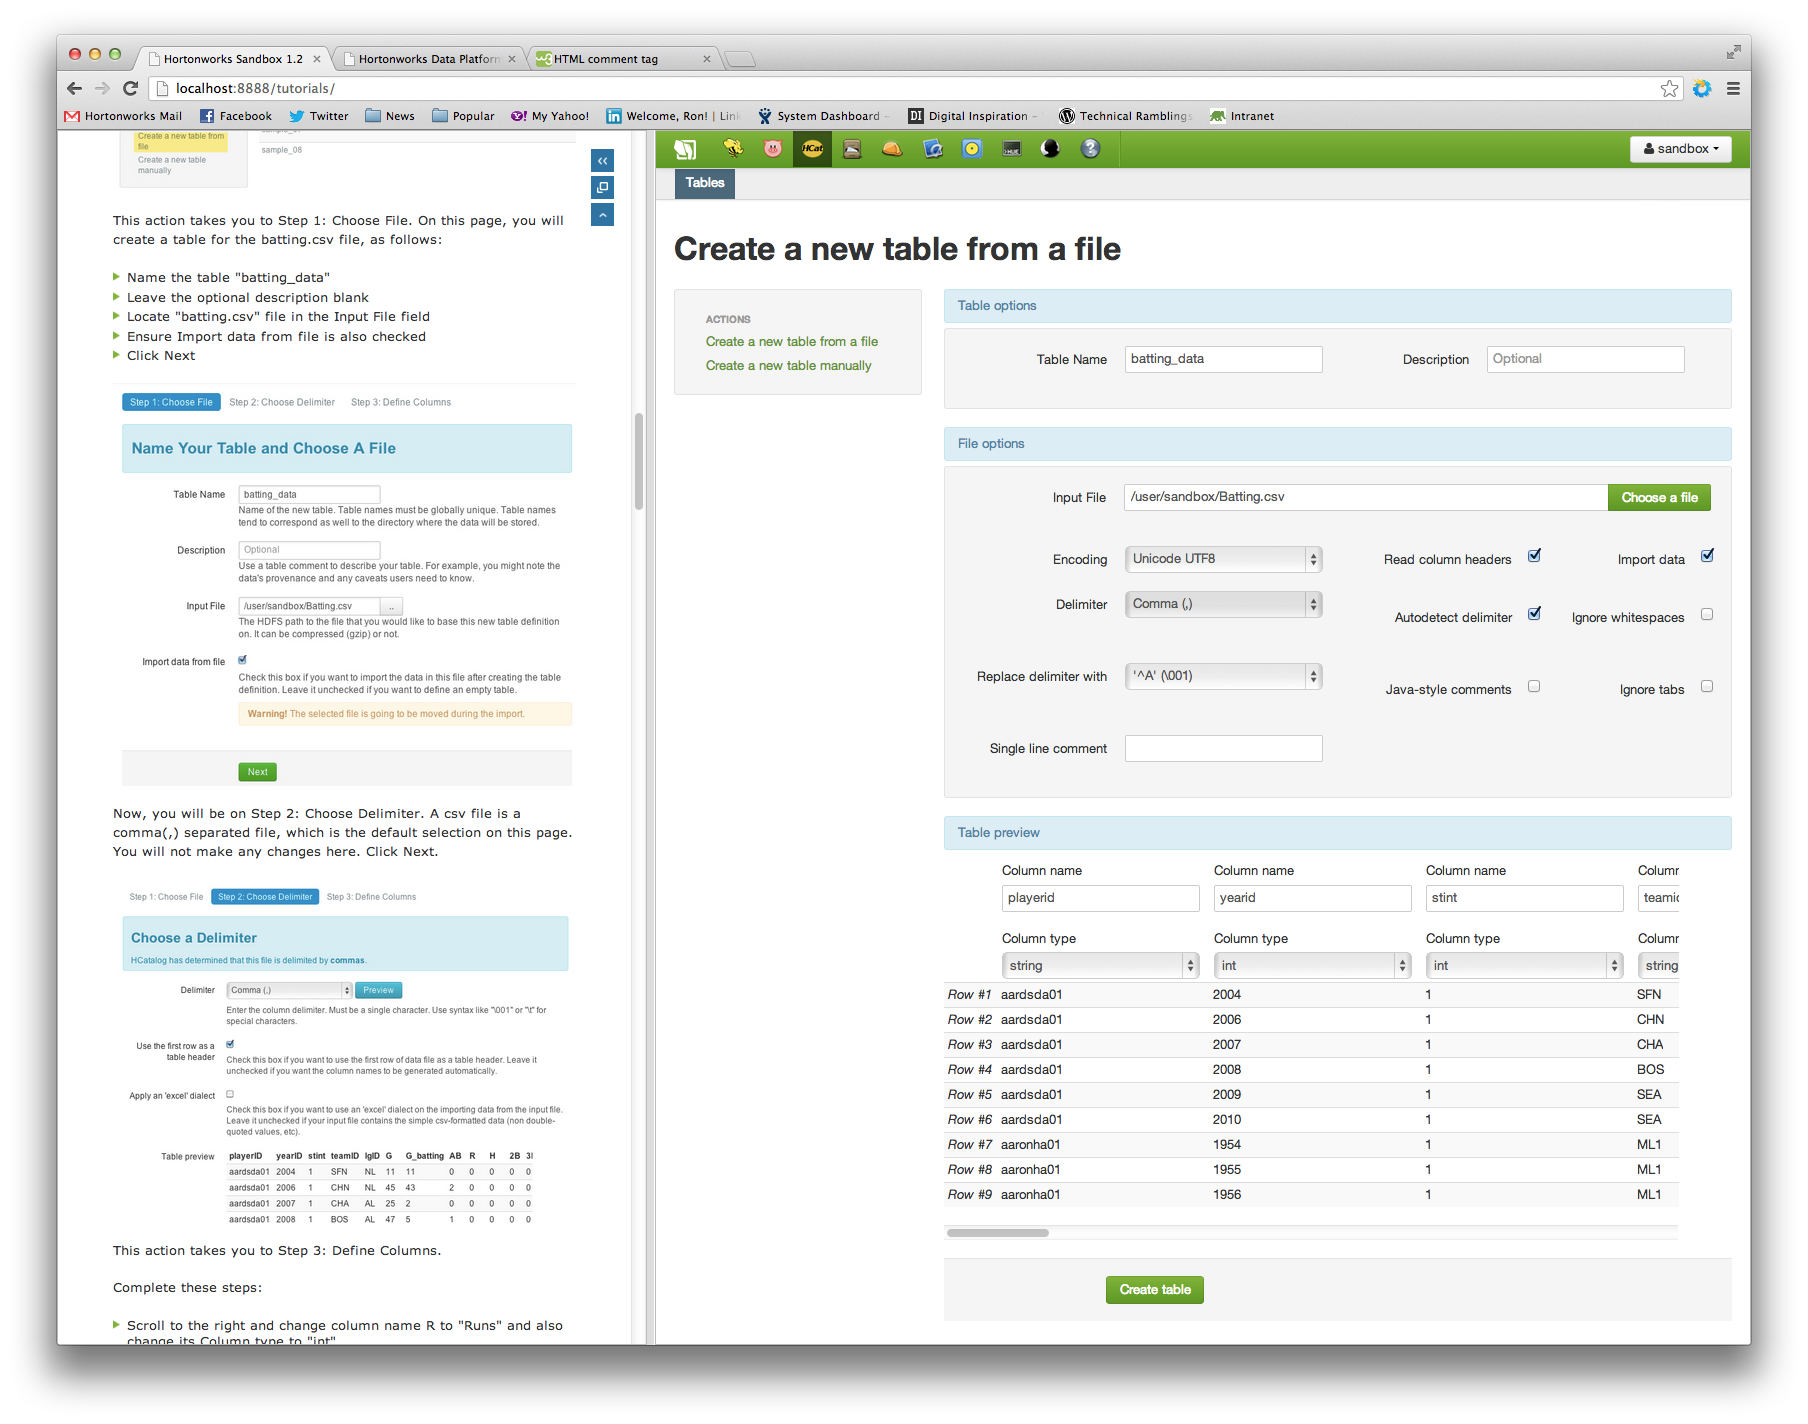 Hortonworks Sandbox 1.2
Hortonworks Data Platform
HTML comment tag
localhost:8888/tutorials/
Hortonworks Mail
Facebook
Twitter
News
Popular
My Yahoo!
Welcome, Ron! | Link
System Dashboard -
Digital Inspiration -
Technical Ramblings
Intranet
Create a new table from
file
Create a new table
manually
sample_08
This action takes you to Step 1: Choose File. On this page, you will
create a table for the batting.csv file, as follows:
Name the table "batting_data"
Leave the optional description blank
Locate "batting.csv" file in the Input File field
Ensure Import data from file is also checked
Click Next
Step 1: Choose File Step 2: Choose Delimiter Step 3: Define Columns
Name Your Table and Choose A File
Table Name batting_data
Name of the new table. Table names must be globally unique. Table names
tend to correspond as well to the directory where the data will be stored.
Description Optional
Use a table comment to describe your table. For example, you might note the
data's provenance and any caveats users need to know.
Input File /user/sandbox/Batting.csv ..
The HDFS path to the file that you would like to base this new table definition
on. It can be compressed (gzip) or not.
Import data from file
Check this box if you want to import the data in this file after creating the table
definition. Leave it unchecked if you want to define an empty table.
Warning! The selected file is going to be moved during the import.
Next
Now, you will be on Step 2: Choose Delimiter. A csv file is a
comma(,) separated file, which is the default selection on this page.
You will not make any changes here. Click Next.
Step 1: Choose File Step 2: Choose Delimiter Step 3: Define Columns
Choose a Delimiter
HCatalog has determined that this file is delimited by commas.
Delimiter Comma (,) Preview
Enter the column delimiter. Must be a single character. Use syntax like "\001" or "\t" for
special characters.
Use the first row as a
table header
Check this box if you want to use the first row of data file as a table header. Leave it
unchecked if you want the column names to be generated automatically.
Apply an 'excel' dialect
Check this box if you want to use an 'excel' dialect on the importing data from the input file.
Leave it unchecked if your input file contains the simple csv-formatted data (non double-
quoted values, etc).
Table preview playerID yearID stint teamID lgID G G_batting AB R H 2B 3I
aardsda01 2004 1 SFN NL 11 11 0 0 0 0 0
aardsda01 2006 1 CHN NL 45 43 2 0 0 0 0
aardsda01 2007 1 CHA AL 25 2 0 0 0 0 0
aardsda01 2008 1 BOS AL 47 5 1 0 0 0 0
This action takes you to Step 3: Define Columns.
Complete these steps:
Scroll to the right and change column name R to "Runs" and also
change its Column type to "int"
HCat
sandbox
Tables
Create a new table from a file
ACTIONS
Create a new table from a file
Create a new table manually
Table options
Table Name batting_data Description Optional
File options
Input File /user/sandbox/Batting.csv Choose a file
Encoding Unicode UTF8 Read column headers Import data
Delimiter Comma (,) Autodetect delimiter Ignore whitespaces
Replace delimiter with '^A' (\001) Java-style comments Ignore tabs
Single line comment
Table preview
Column name Column name Column name Column
playerid yearid stint teamid
Column type Column type Column type Column
string int int string
Row #1 aardsda01 2004 1 SFN
Row #2 aardsda01 2006 1 CHN
Row #3 aardsda01 2007 1 CHA
Row #4 aardsda01 2008 1 BOS
Row #5 aardsda01 2009 1 SEA
Row #6 aardsda01 2010 1 SEA
Row #7 aaronha01 1954 1 ML1
Row #8 aaronha01 1955 1 ML1
Row #9 aaronha01 1956 1 ML1
Create table